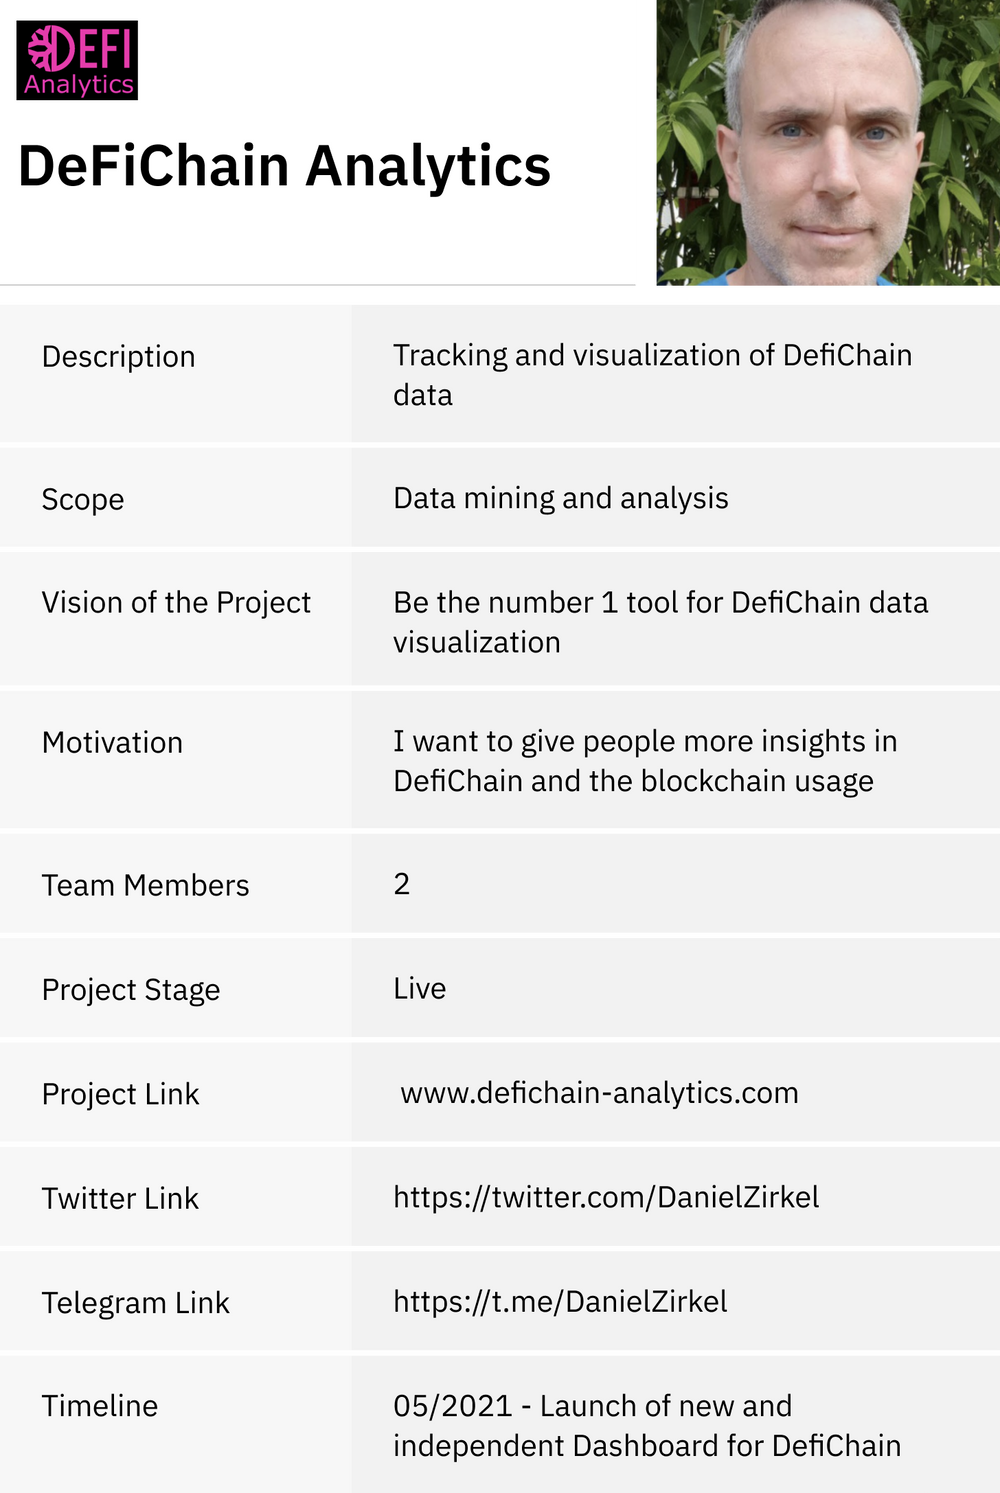 DEFI
Analytics
DeFiChain Analytics
Description
Tracking and visualization of DefiChain
data
Scope
Data mining and analysis
Vision of the Project
Be the number 1 tool for DefiChain data
visualization
Motivation
I want to give people more insights in
DefiChain and the blockchain usage
Team Members
2
Project Stage
Live
Project Link
www.defichain-analytics.com
Twitter Link
https://twitter.com/DanielZirkel
Telegram Link
https://t.me/DanielZirkel
Timeline
05/2021 - Launch of new and
independent Dashboard for DefiChain